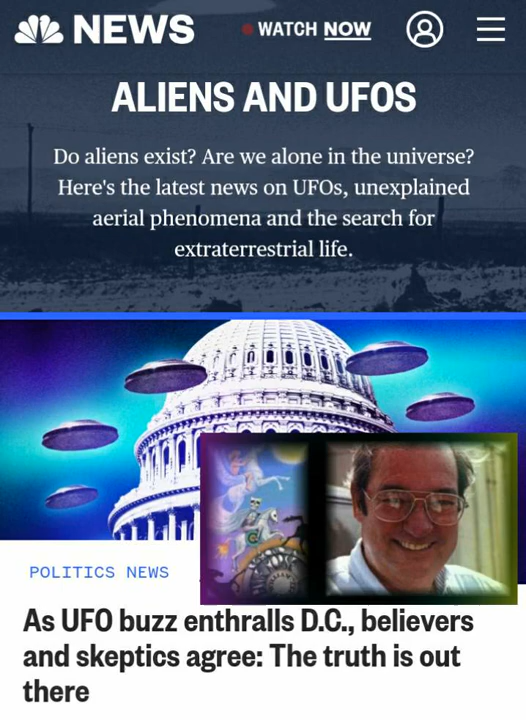 NEWS
WATCH NOW
ALIENS AND UFOS
Do aliens exist? Are we alone in the universe?
Here's the latest news on UFOs, unexplained
aerial phenomena and the search for
extraterrestrial life.
POLITICS NEWS
As UFO buzz enthralls D.C., believers
and skeptics agree: The truth is out
there